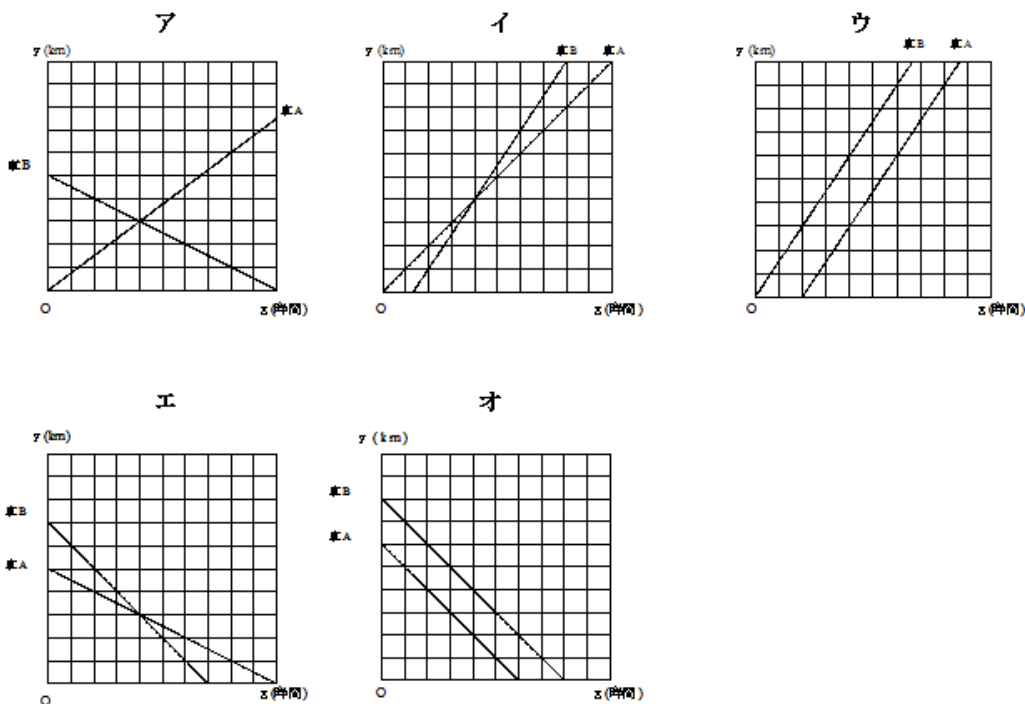 ア
y (km)
車A
車B
O
x (時間)
イ
y (km)
車B
車A
O
x (時間)
ウ
y (km)
車B
車A
O
x (時間)
エ
y (km)
車B
車A
O
x (時間)
オ
y (km)
車B
車A
O
x (時間)